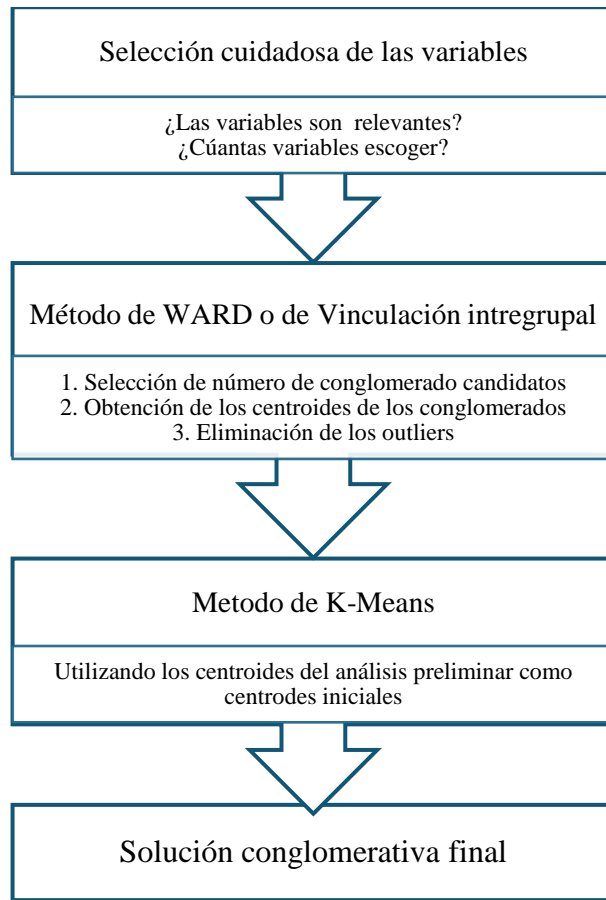 Selección cuidadosa de las variables
¿Las variables son relevantes?
¿Cúantas variables escoger?
Método de WARD o de Vinculación intregrupal
1. Selección de número de conglomerado candidatos
2. Obtención de los centroides de los conglomerados
3. Eliminación de los outliers
Metodo de K-Means
Utilizando los centroides del análisis preliminar como
centrodes iniciales
Solución conglomerativa final